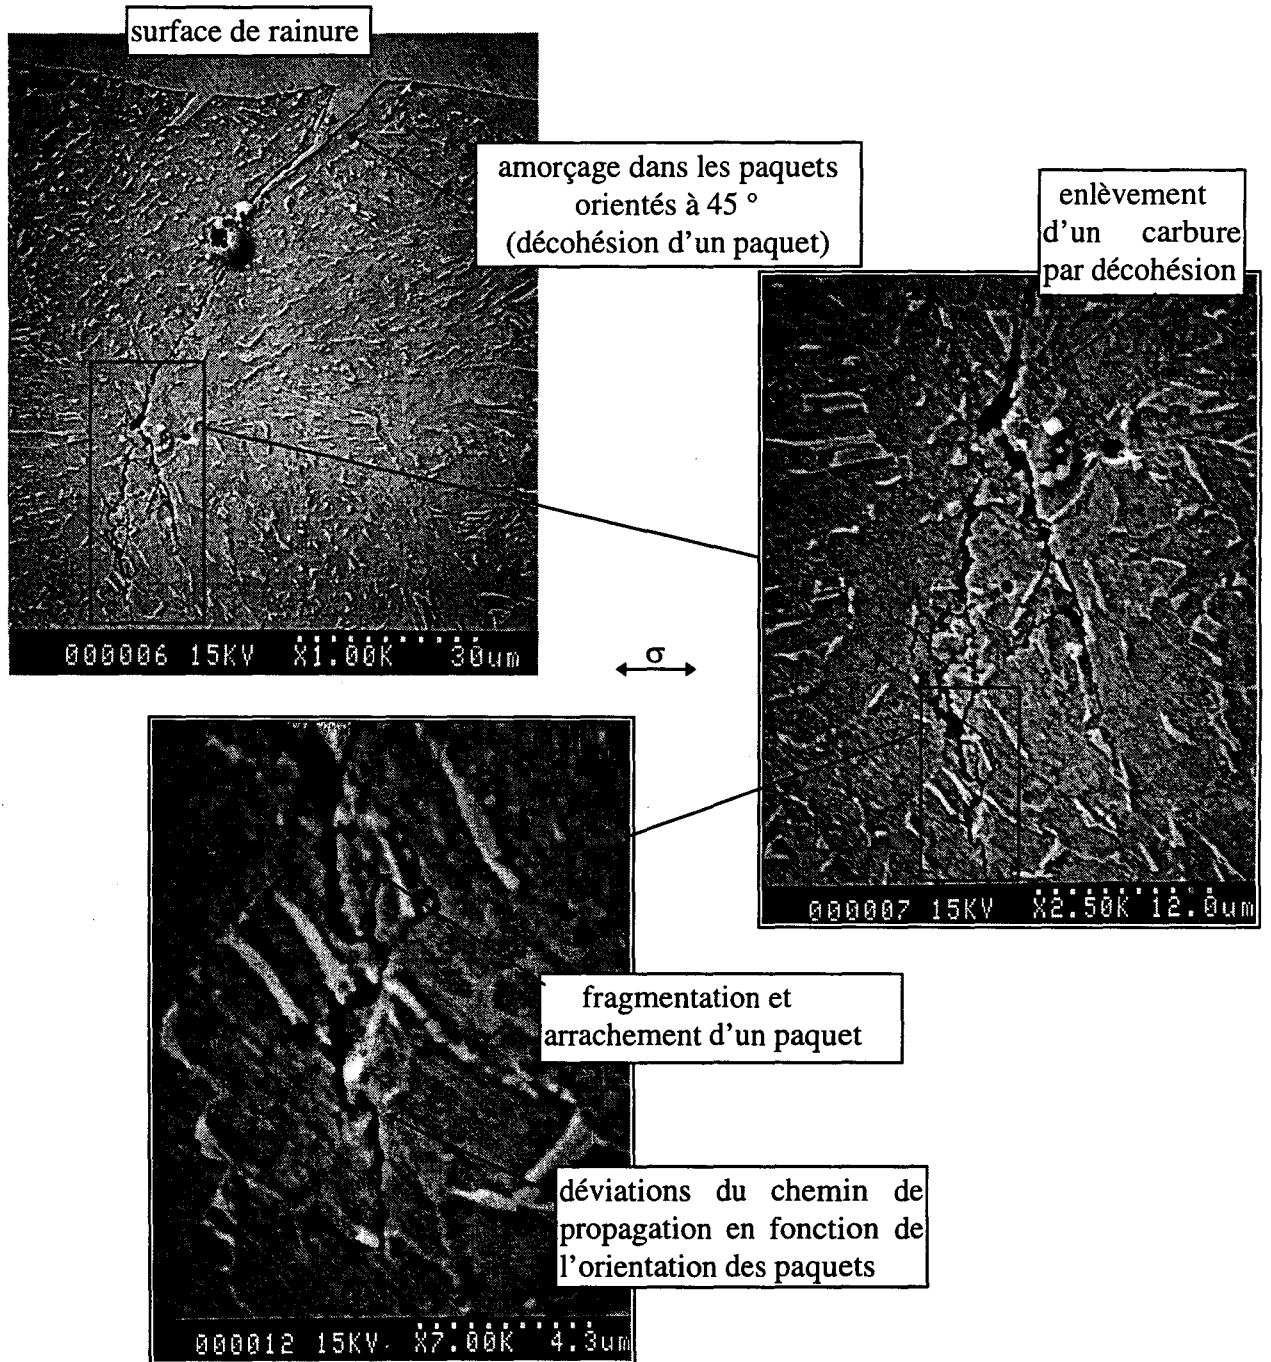 surface de rainure
amorçage dans les paquets
orientés à 45 °
(décohésion d'un paquet)
enlèvement
d'un carbure
par décohésion
000006 15KV X1.00K 30um
σ
000007 15KV X2.50K 12.0um
fragmentation et
arrachement d'un paquet
déviations du chemin de
propagation en fonction de
l'orientation des paquets
000012 15KV X7.00K 4.3um